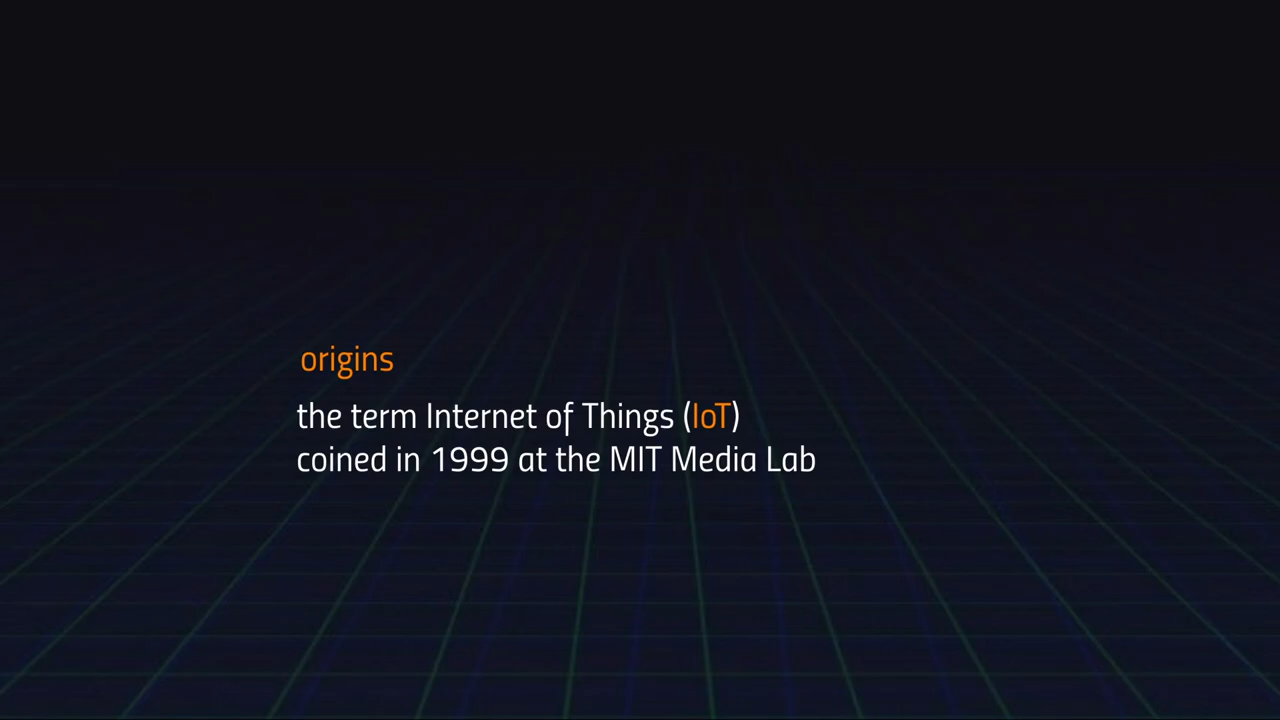 origins
the term Internet of Things (IoT)
coined in 1999 at the MIT Media Lab